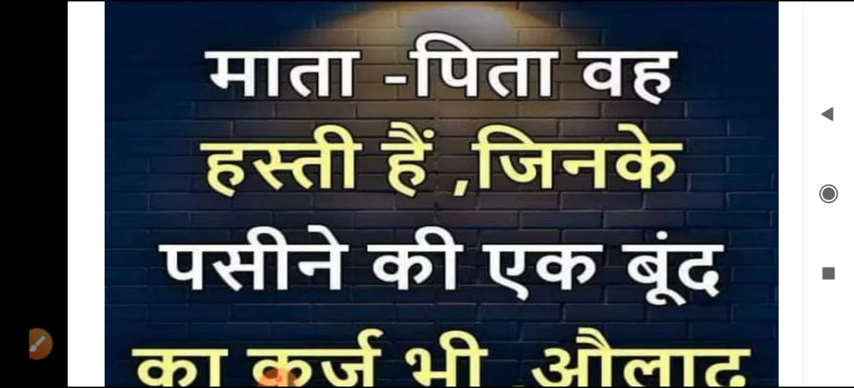 माता -पिता वह
हस्ती हैं ,जिनके
पसीने की एक बूंद
का कर्ज भी औलाद